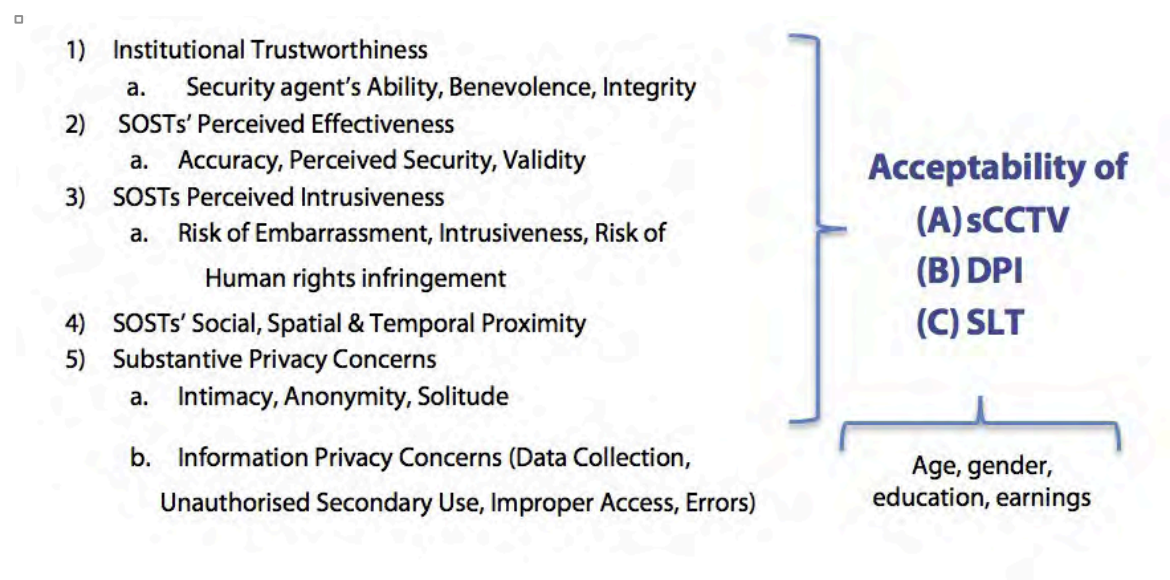 1) Institutional Trustworthiness
a. Security agent's Ability, Benevolence, Integrity
2) SOSTs' Perceived Effectiveness
a. Accuracy, Perceived Security, Validity
3) SOSTs Perceived Intrusiveness
a. Risk of Embarrassment, Intrusiveness, Risk of
Human rights infringement
4) SOSTs' Social, Spatial & Temporal Proximity
5) Substantive Privacy Concerns
a. Intimacy, Anonymity, Solitude
b. Information Privacy Concerns (Data Collection,
Unauthorised Secondary Use, Improper Access, Errors)
Acceptability of
(A) sCCTV
(B) DPI
(C) SLT
Age, gender,
education, earnings